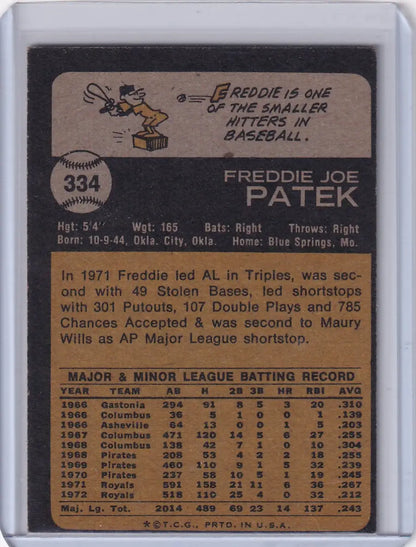 FREDDIE IS ONE
OF THE SMALLER
HITTERS IN
BASEBALL.
334
FREDDIE JOE
PATEK
Hgt: 5'4" Wgt: 165 Bats: Right Throws: Right
Born: 10-9-44, Okla. City, Okla. Home: Blue Springs, Mo.
In 1971 Freddie led AL in Triples, was sec-
ond with 49 Stolen Bases, led shortstops
with 301 Putouts, 107 Double Plays and 785
Chances Accepted & was second to Maury
Wills as AP Major League shortstop.
MAJOR & MINOR LEAGUE BATTING RECORD
YEAR TEAM AB H 2B 3B HR RBI AVG
1966 Gastonia 294 91 8 5 3 20 .310
1966 Columbus 36 5 1 0 0 1 .139
1966 Asheville 64 13 0 1 0 5 .203
1967 Columbus 471 120 14 5 6 27 .255
1968 Columbus 138 42 7 1 0 10 .304
1968 Pirates 208 53 4 2 2 18 .255
1969 Pirates 460 110 9 1 5 32 .239
1970 Pirates 237 58 10 5 1 19 .245
1971 Royals 591 158 21 11 6 36 .267
1972 Royals 518 110 25 4 0 32 .212
Maj. Lg. Tot. 2014 489 69 23 14 137 .243
*©T.C.G., PRTD. IN U.S.A.